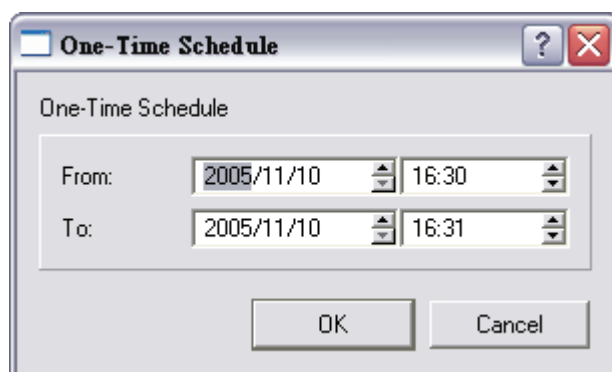 One-Time Schedule
One-Time Schedule
From: 2005/11/10 16:30
To: 2005/11/10 16:31
OK Cancel